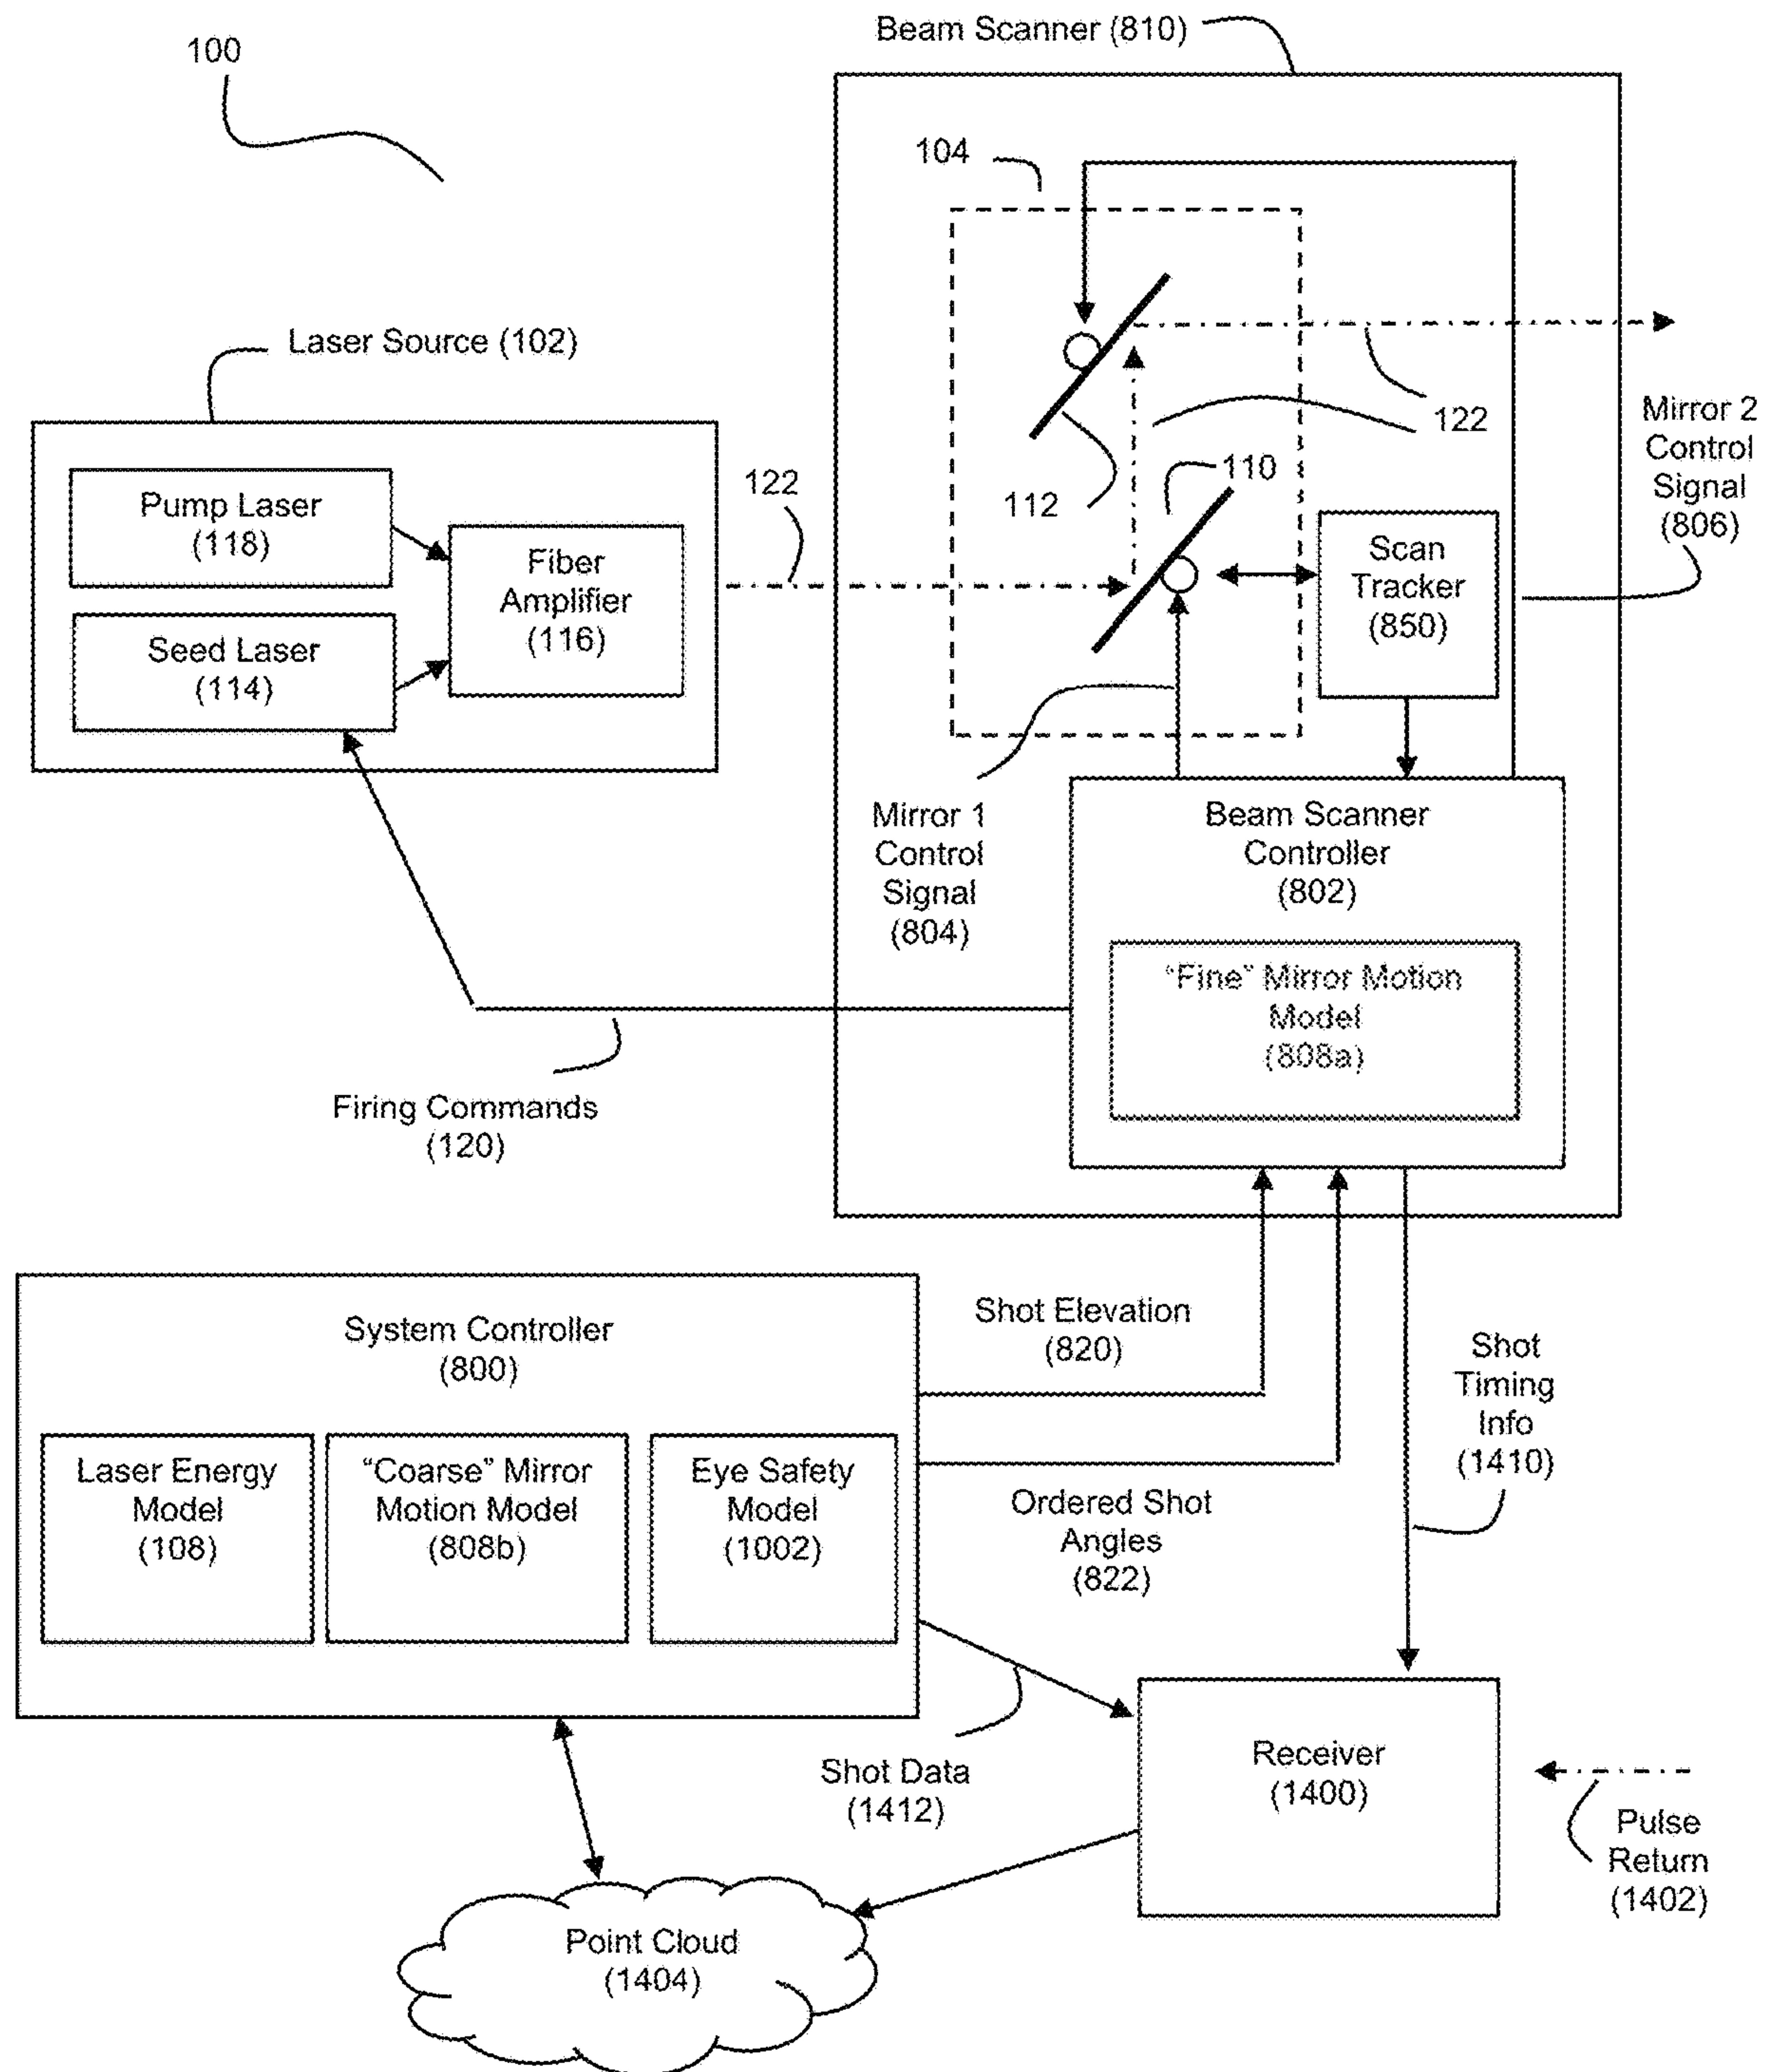 Beam Scanner (810)
100
104
Laser Source (102)
122
Mirror 2
Control
Signal
(806)
110
112
122
Pump Laser
(118)
Fiber
Amplifier
(116)
Seed Laser
(114)
Scan
Tracker
(850)
Mirror 1
Control
Signal
(804)
Beam Scanner
Controller
(802)
"Fine" Mirror Motion
Model
(808a)
Firing Commands
(120)
System Controller
(800)
Laser Energy
Model
(108)
"Coarse" Mirror
Motion Model
(808b)
Eye Safety
Model
(1002)
Shot Elevation
(820)
Ordered Shot
Angles
(822)
Shot
Timing
Info
(1410)
Shot Data
(1412)
Receiver
(1400)
Pulse
Return
(1402)
Point Cloud
(1404)